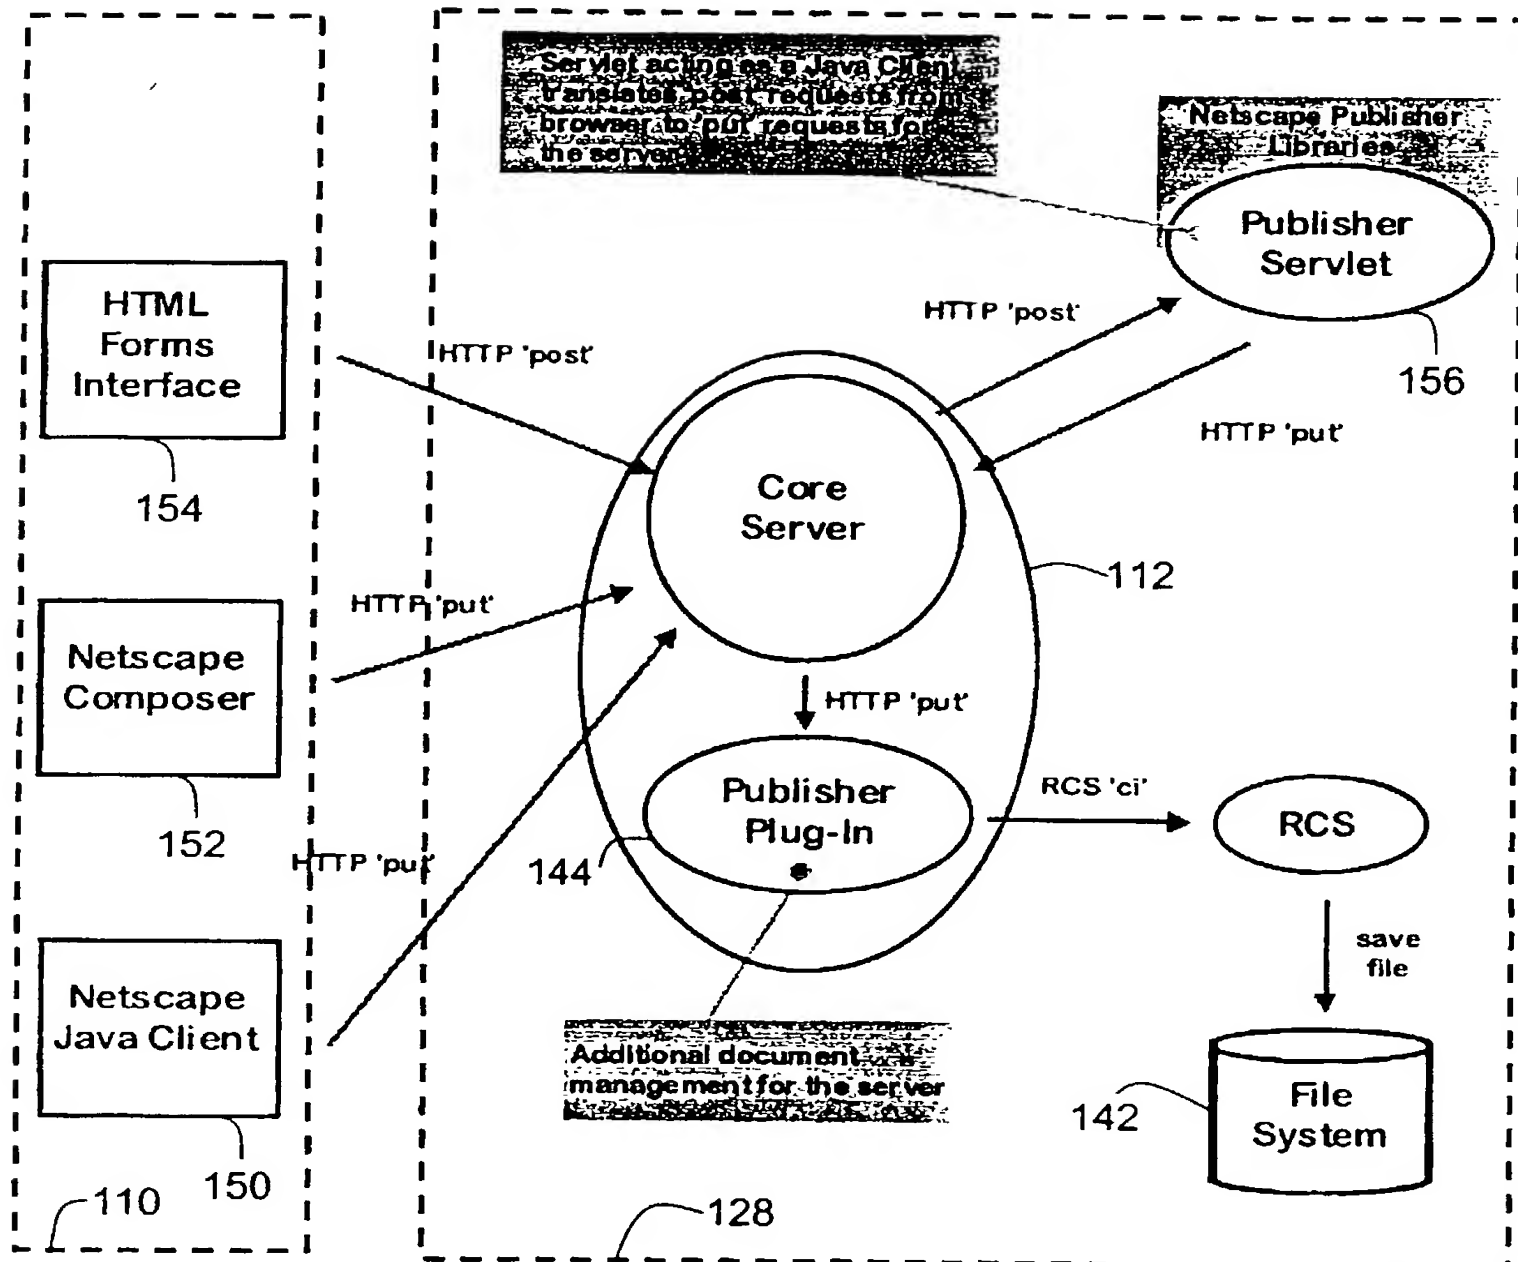 Servlet acting as a Java Client
translates 'post' requests from
browser to 'put' requests for
the server
Netscape Publisher
Libraries
Publisher
Servlet
156
HTML
Forms
Interface
154
HTTP 'post'
HTTP 'post'
HTTP 'put'
Core
Server
112
Netscape
Composer
152
HTTP 'put'
HTTP 'put'
Publisher
Plug-In
144
RCS 'ci'
RCS
HTTP 'put'
save
file
Netscape
Java Client
150
Additional document
management for the server
File
System
142
110
128